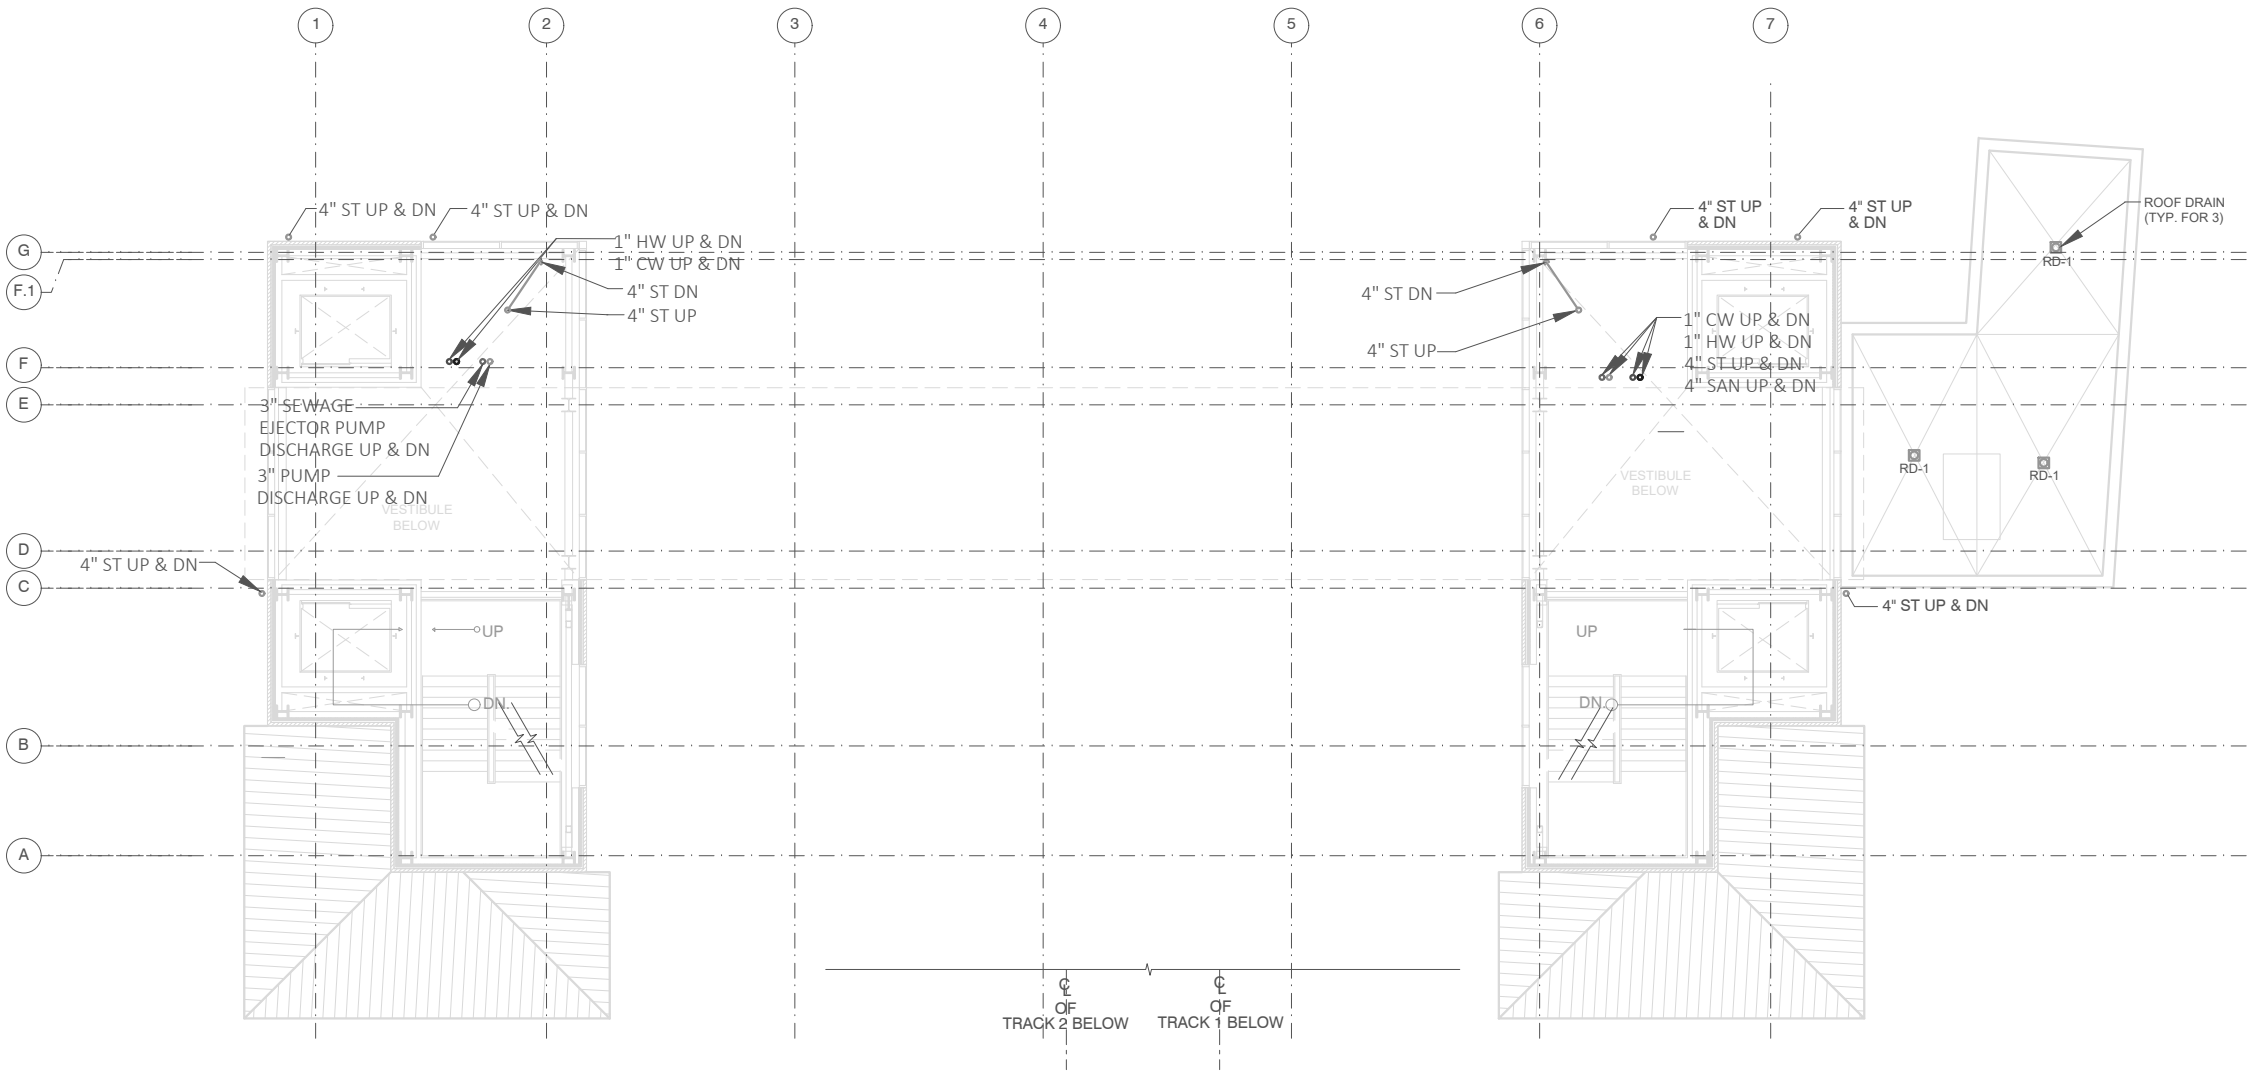 1
2
3
4
5
6
7
4" ST UP & DN
4" ST UP & DN
4" ST UP
& DN
4" ST UP
& DN
ROOF DRAIN
(TYP. FOR 3)
G
F.1
F
E
D
C
B
A
1" HW UP & DN
1" CW UP & DN
4" ST DN
4" ST UP
4" ST DN
4" ST UP
1" CW UP & DN
1" HW UP & DN
4" ST UP & DN
4" SAN UP & DN
RD-1
RD-1
RD-1
3" SEWAGE
EJECTOR PUMP
DISCHARGE UP & DN
3" PUMP
DISCHARGE UP & DN
VESTIBULE
BELOW
VESTIBULE
BELOW
4" ST UP & DN
4" ST UP & DN
UP
DN.
UP
DN.
CL
OF
TRACK 2 BELOW
CL
OF
TRACK 1 BELOW